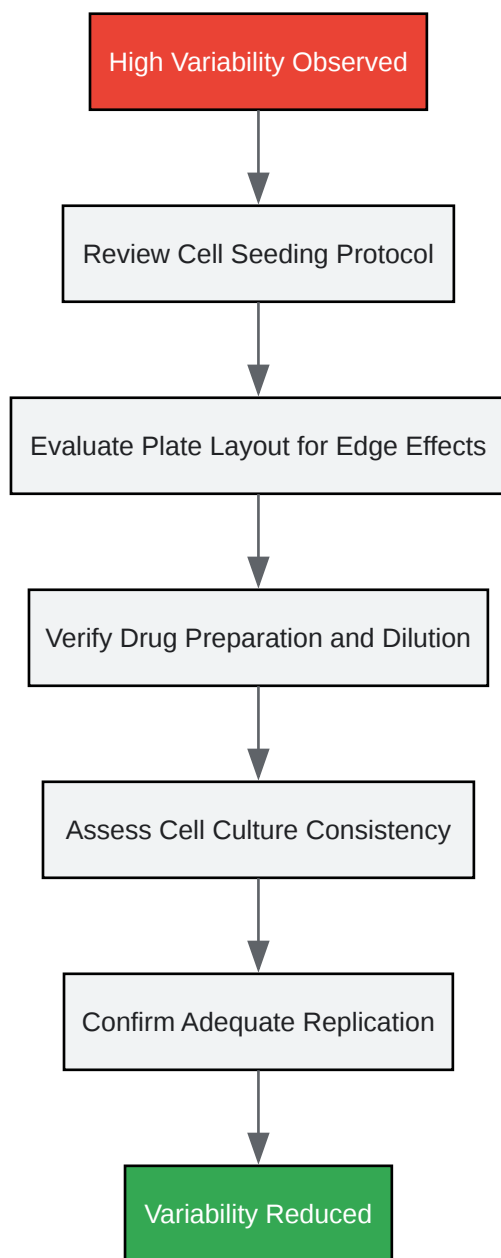 High Variability Observed
Review Cell Seeding Protocol
Evaluate Plate Layout for Edge Effects
Verify Drug Preparation and Dilution
Assess Cell Culture Consistency
Confirm Adequate Replication
Variability Reduced